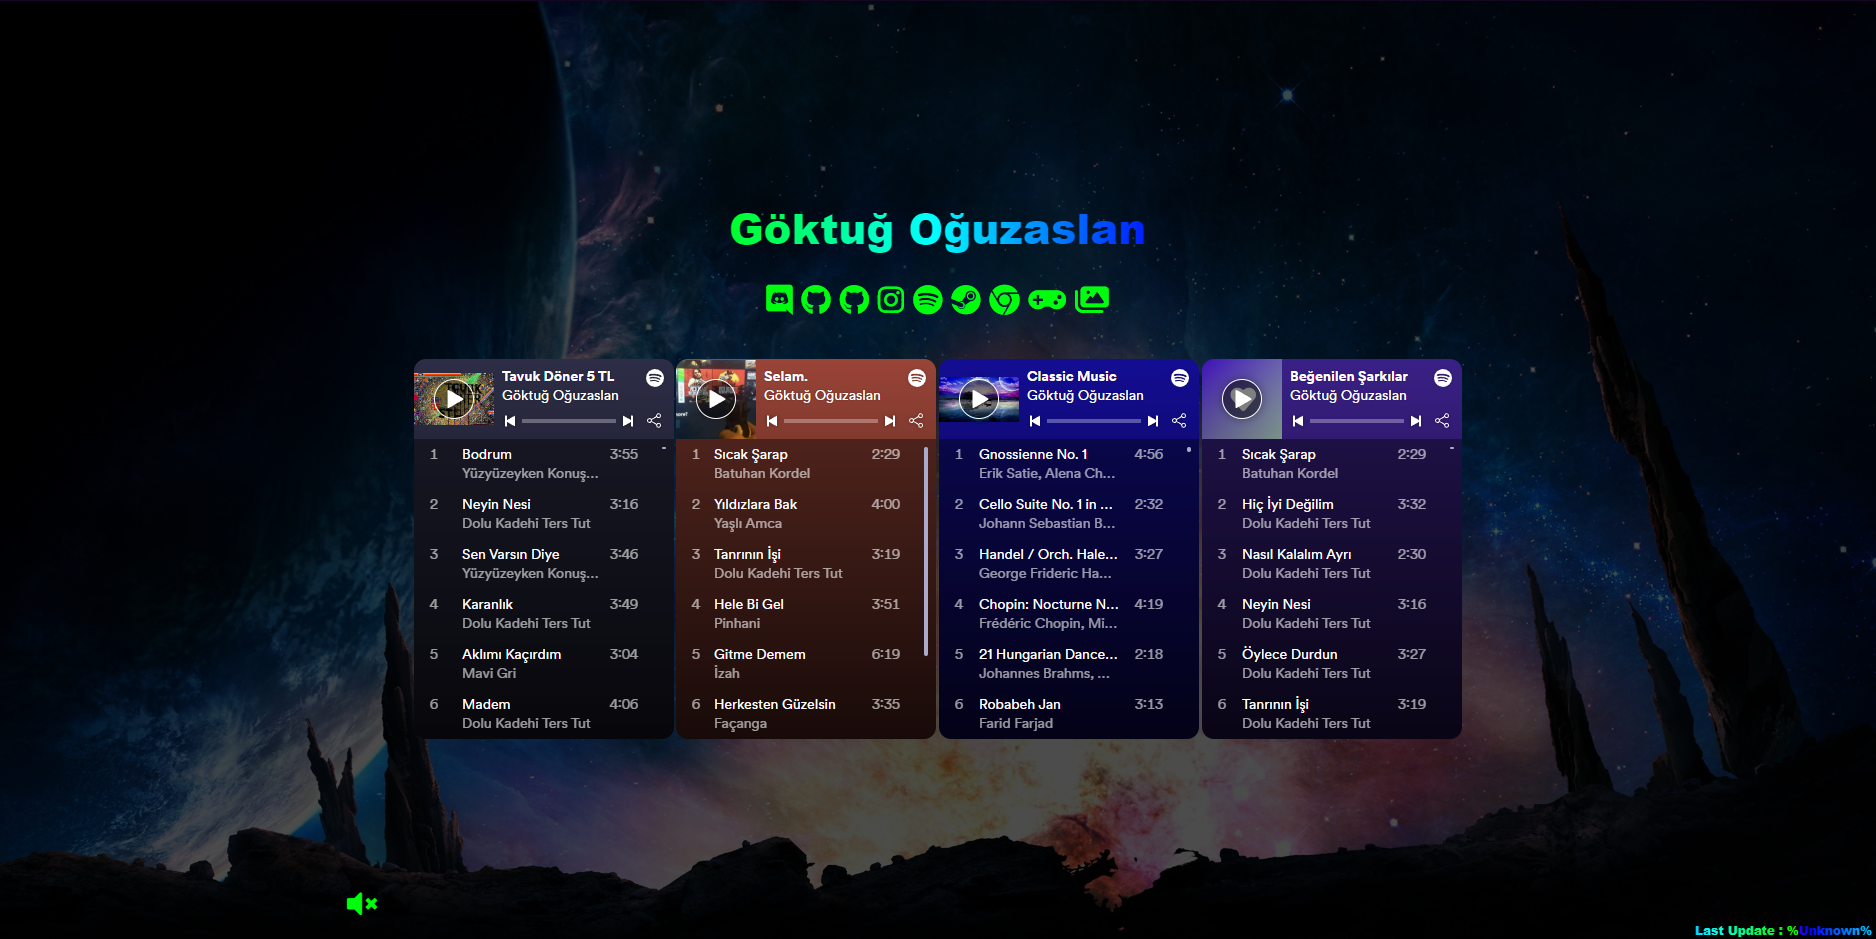 Göktuğ Oğuzaslan
Tavuk Döner 5 TL
Göktuğ Oğuzaslan
1 Bodrum 3:55
Yüzyüzeyken Konuş...
2 Neyin Nesi 3:16
Dolu Kadehi Ters Tut
3 Sen Varsın Diye 3:46
Yüzyüzeyken Konuş...
4 Karanlık 3:49
Dolu Kadehi Ters Tut
5 Aklımı Kaçırdım 3:04
Mavi Gri
6 Madem 4:06
Dolu Kadehi Ters Tut
Selam.
Göktuğ Oğuzaslan
1 Sıcak Şarap 2:29
Batuhan Kordel
2 Yıldızlara Bak 4:00
Yaşlı Amca
3 Tanrının İşi 3:19
Dolu Kadehi Ters Tut
4 Hele Bi Gel 3:51
Pinhani
5 Gitme Demem 6:19
İzah
6 Herkesten Güzelsin 3:35
Façanga
Classic Music
Göktuğ Oğuzaslan
1 Gnossienne No. 1 4:56
Erik Satie, Alena Ch...
2 Cello Suite No. 1 in ... 2:32
Johann Sebastian B...
3 Handel / Orch. Hale... 3:27
George Frideric Ha...
4 Chopin: Nocturne N... 4:19
Frédéric Chopin, Mi...
5 21 Hungarian Dance... 2:18
Johannes Brahms, ...
6 Robabeh Jan 3:13
Farid Farjad
Beğenilen Şarkılar
Göktuğ Oğuzaslan
1 Sıcak Şarap 2:29
Batuhan Kordel
2 Hiç İyi Değilim 3:32
Dolu Kadehi Ters Tut
3 Nasıl Kalalım Ayrı 2:30
Dolu Kadehi Ters Tut
4 Neyin Nesi 3:16
Dolu Kadehi Ters Tut
5 Öylece Durdun 3:27
Dolu Kadehi Ters Tut
6 Tanrının İşi 3:19
Dolu Kadehi Ters Tut
Last Update : %Unknown%